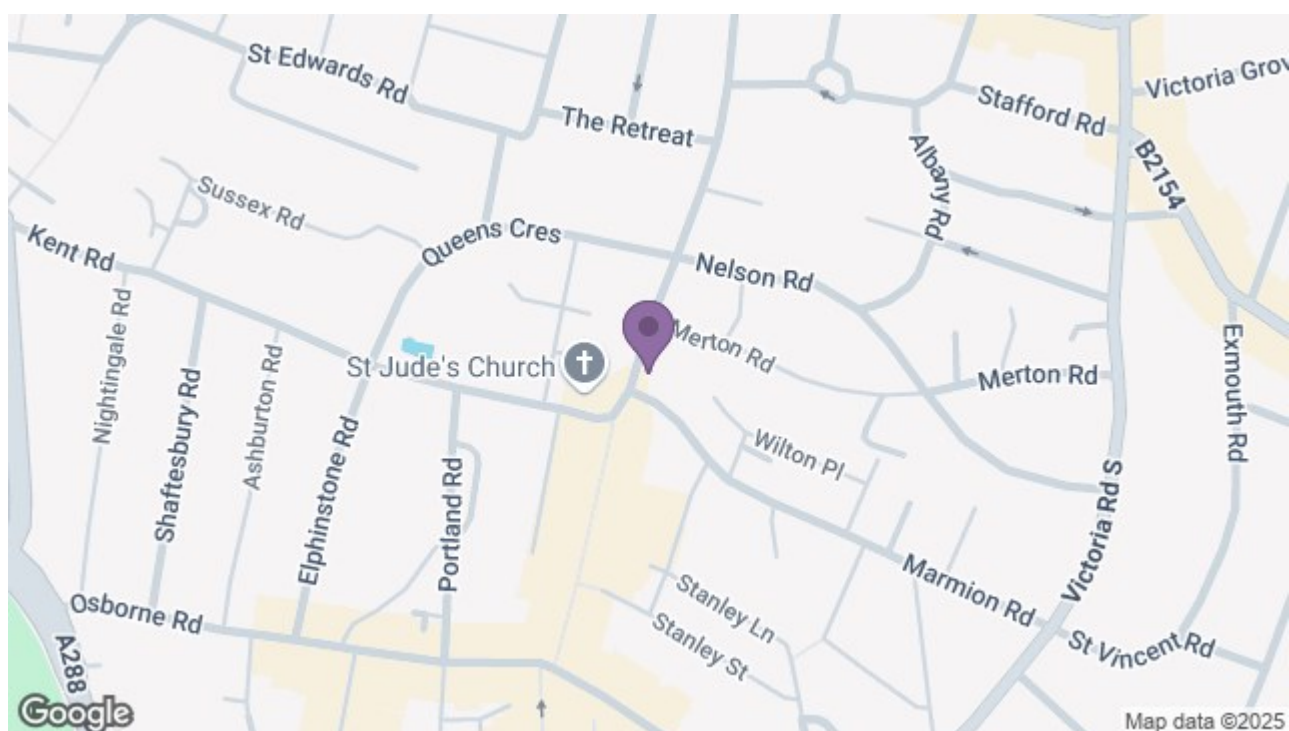 St Edwards Rd
The Retreat
Stafford Rd
Victoria Grov
B2154
Albany Rd
Sussex Rd
Queens Cres
Kent Rd
Nelson Rd
Nightingale Rd
Shaftesbury Rd
Ashburton Rd
Elphinstone Rd
St Jude's Church
Merton Rd
Merton Rd
Exmouth Rd
Portland Rd
Wilton Pl
Victoria Rd S
Marmion Rd
Osborne Rd
A288
Stanley Ln
Stanley St
St Vincent Rd
Google
Map data ©2025